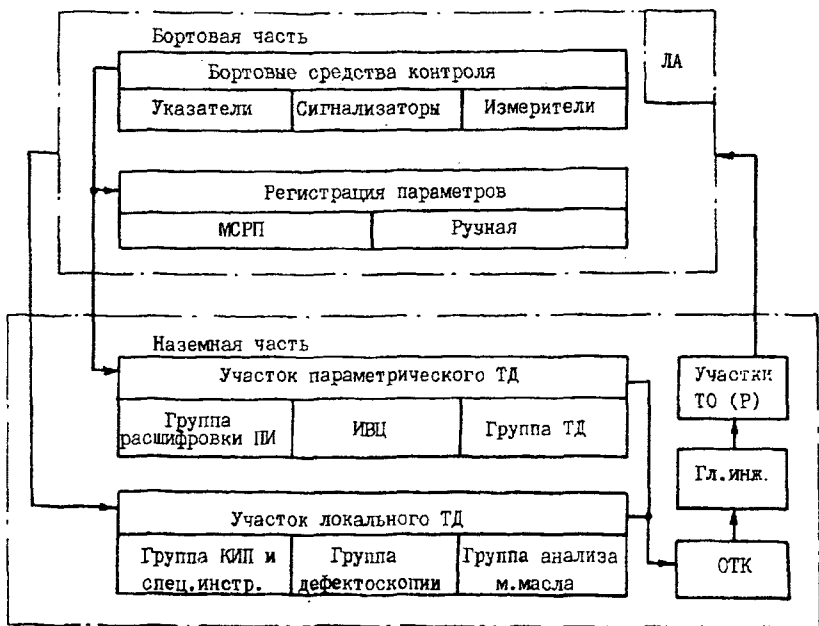 Бортовая часть
ЛА
Бортовые средства контроля
Указатели
Сигнализаторы
Измерители
Регистрация параметров
МСРП
Ручная
Наземная часть
Участок параметрического ТД
Группа
расшифровки ПИ
ИВЦ
Группа ТД
Участки
ТО (Р)
Гл.инж.
Участок локального ТД
Группа КИП и
спец.инстр.
Группа
дефектоскопии
Группа анализа
м.масла
ОТК